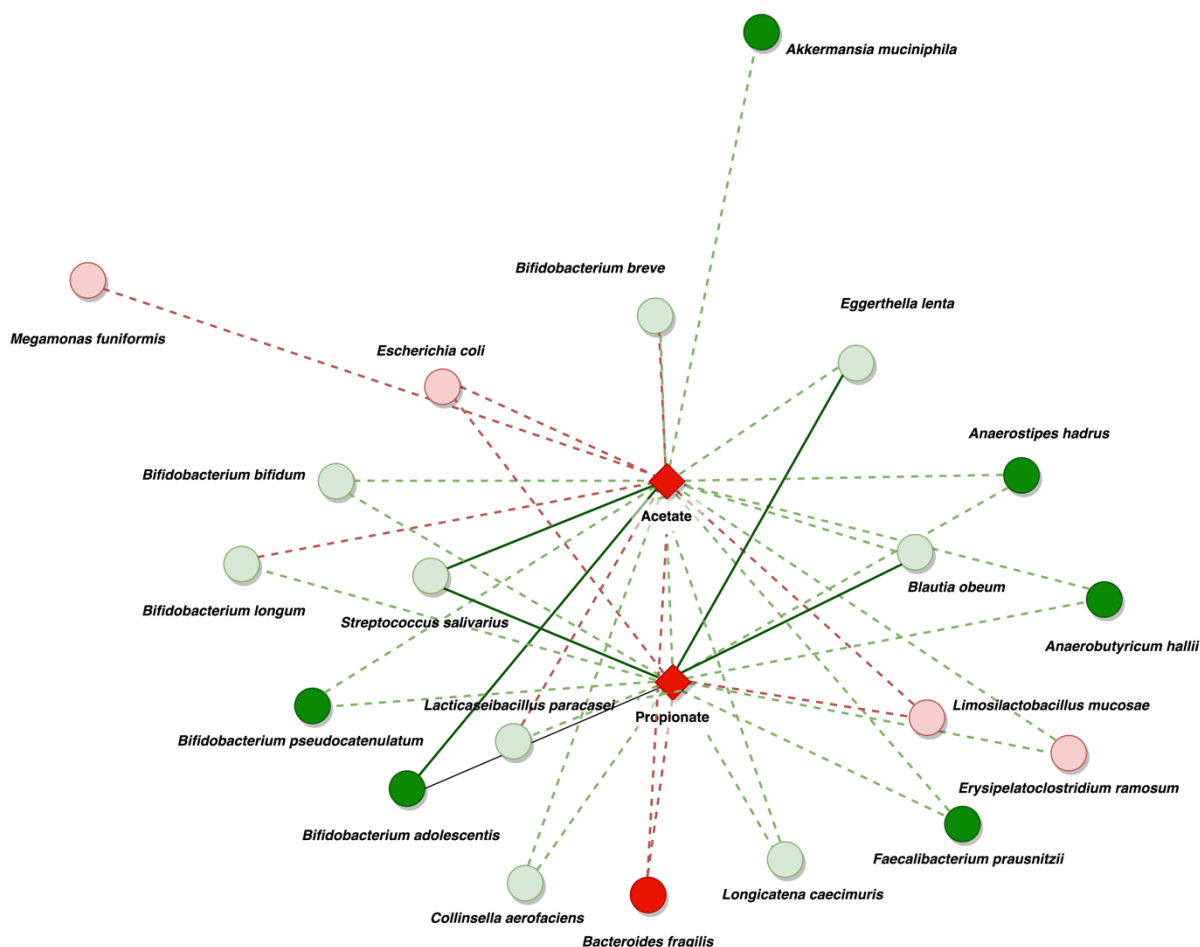 Akkermansia muciniphila
Bifidobacterium breve
Eggerthella lenta
Megamonas funiformis
Escherichia coli
Anaerostipes hadrus
Bifidobacterium bifidum
Acetate
Blautia obeum
Bifidobacterium longum
Streptococcus salivarius
Anaerobutyricum hallii
Lacticaseibacillus paracasei
Limosilactobacillus mucosae
Propionate
Bifidobacterium pseudocatenulatum
Erysipelatoclostridium ramosum
Bifidobacterium adolescentis
Faecalibacterium prausnitzii
Longicatena caecimuris
Collinsella aerofaciens
Bacteroides fragilis